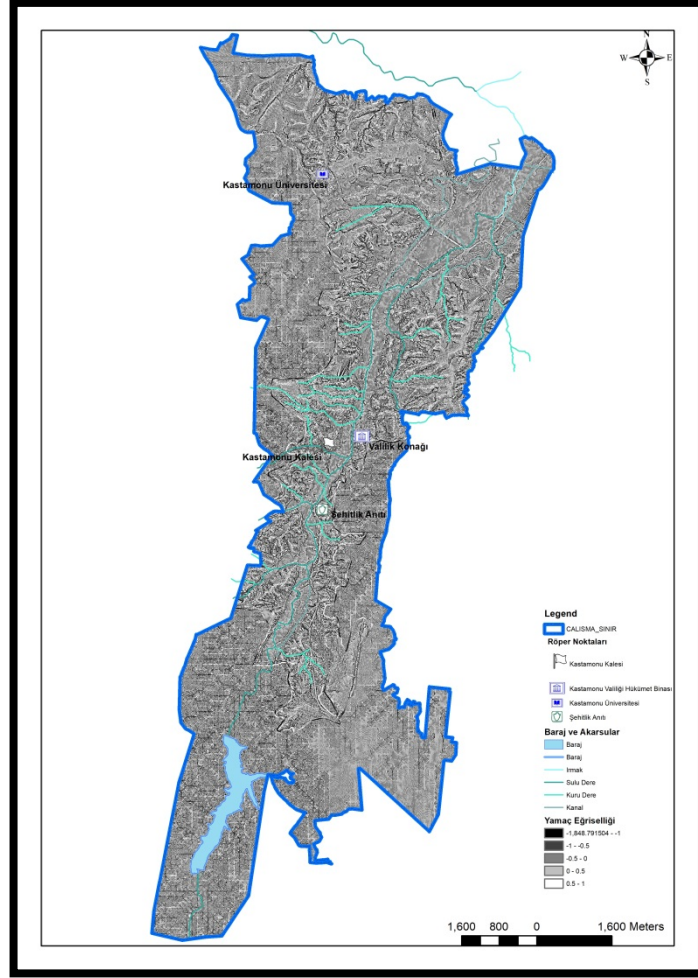 N
W E
S
Kastamonu Üniversitesi
Valilik Konağı
Kastamonu Kalesi
Şehitlik Anıtı
Legend
CALISMA_SINIR
Röper Noktaları
Kastamonu Kalesi
Kastamonu Valiliği Hükümet Binası
Kastamonu Üniversitesi
Şehitlik Anıtı
Baraj ve Akarsular
Baraj
Baraj
Irmak
Sulu Dere
Kuru Dere
Kanal
Yamaç Eğriselliği
-1,848.791504 - -1
-1 - -0.5
-0.5 - 0
0 - 0.5
0.5 - 1
1,600 800 0 1,600 Meters